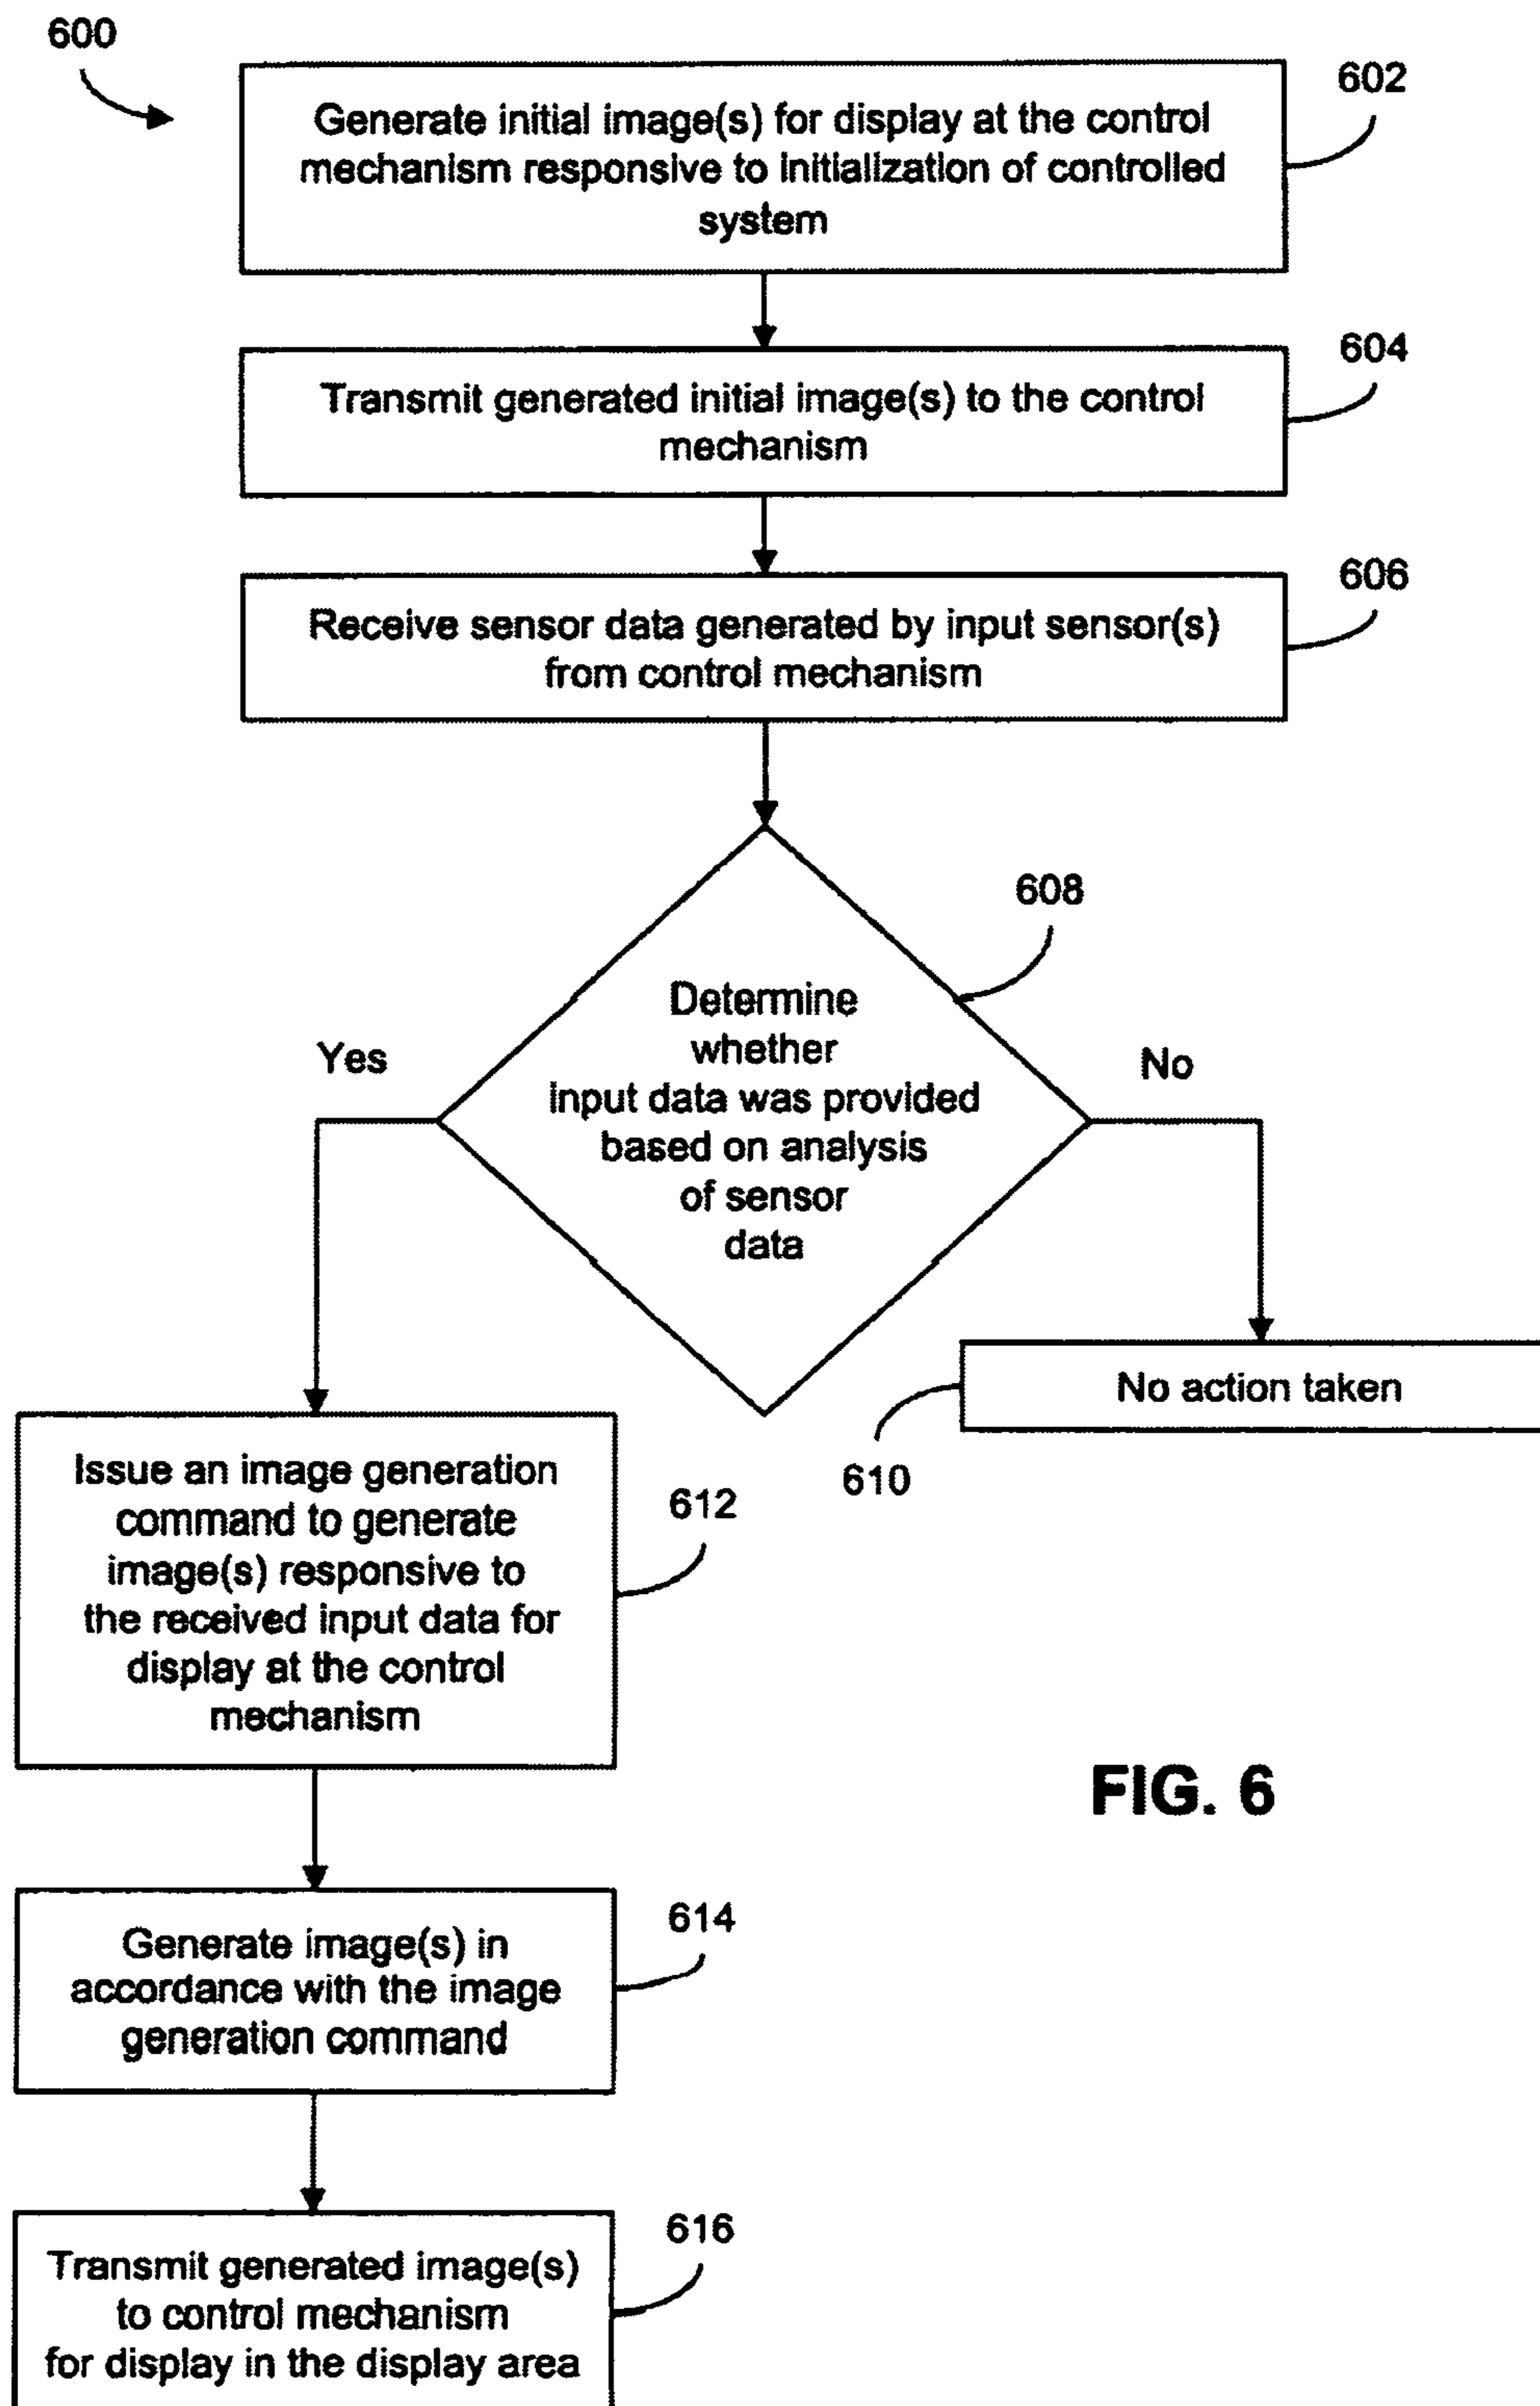 600
602
Generate initial image(s) for display at the control
mechanism responsive to initialization of controlled
system
604
Transmit generated initial image(s) to the control
mechanism
606
Receive sensor data generated by input sensor(s)
from control mechanism
608
Determine
whether
input data was provided
based on analysis
of sensor
data
Yes
No
No action taken
610
Issue an image generation
command to generate
image(s) responsive to
the received input data for
display at the control
mechanism
612
FIG. 6
614
Generate image(s) in
accordance with the image
generation command
616
Transmit generated image(s)
to control mechanism
for display in the display area